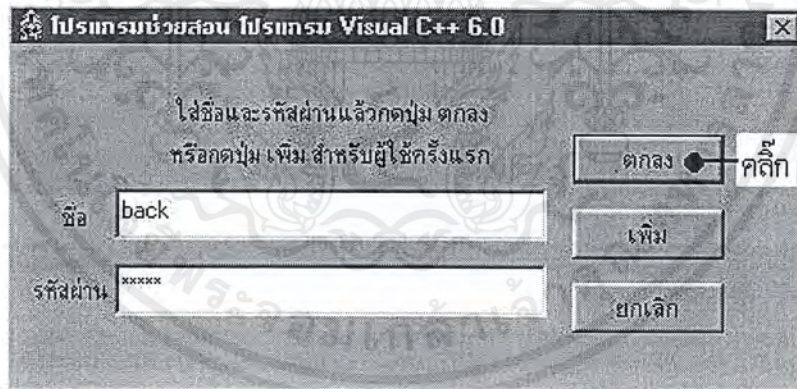 โปรแกรมช่วยสอน โปรแกรม Visual C++ 6.0
ใส่ชื่อและรหัสผ่านแล้วกดปุ่ม ตกลง
หรือกดปุ่ม เพิ่ม สำหรับผู้ใช้ครั้งแรก
ตกลง
คลิ๊ก
ชื่อ
back
เพิ่ม
รหัสผ่าน
xxxxx
ยกเลิก